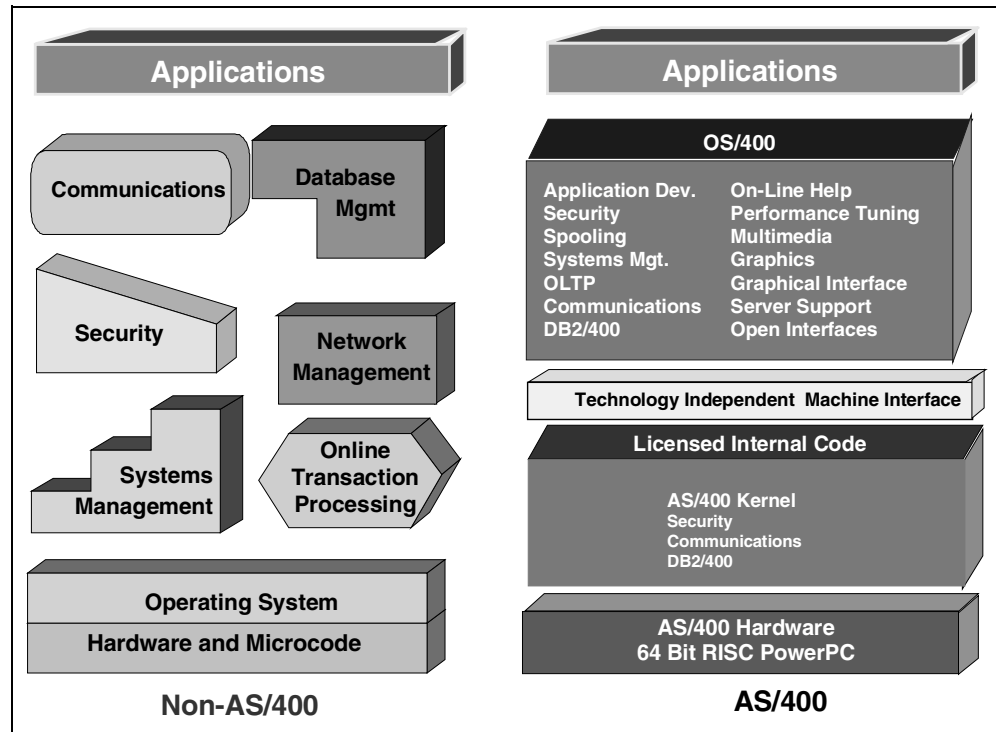 Applications
Communications
Database
Mgmt
Security
Network
Management
Systems
Management
Online
Transaction
Processing
Operating System
Hardware and Microcode
Non-AS/400
Applications
OS/400
Application Dev.
Security
Spooling
Systems Mgt.
OLTP
Communications
DB2/400
On-Line Help
Performance Tuning
Multimedia
Graphics
Graphical Interface
Server Support
Open Interfaces
Technology Independent Machine Interface
Licensed Internal Code
AS/400 Kernel
Security
Communications
DB2/400
AS/400 Hardware
64 Bit RISC PowerPC
AS/400